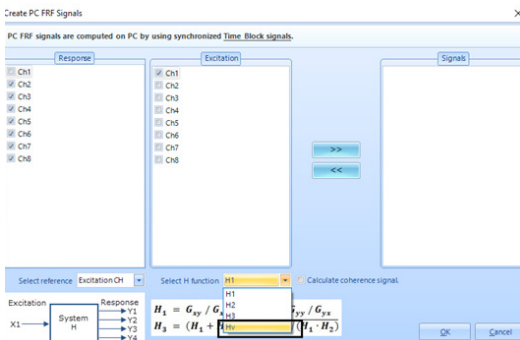 Create PC FRF Signals
PC FRF signals are computed on PC by using synchronized Time Block signals.
Response
Ch1
Ch2
Ch3
Ch4
Ch5
Ch6
Ch7
Ch8
Excitation
Ch1
Ch2
Ch3
Ch4
Ch5
Ch6
Ch7
Ch8
>>
<<
Signals
Select reference Excitation CH
Select H function H1
Calculate coherence signal.
H1
H2
H3
Hv
Excitation
X1
System
H
Response
Y1
Y2
Y3
Y4
H₁ = Gxy / G
yy / Gyx
H₃ = (H₁ + H
/(H₁ · H₂)
OK
Cancel